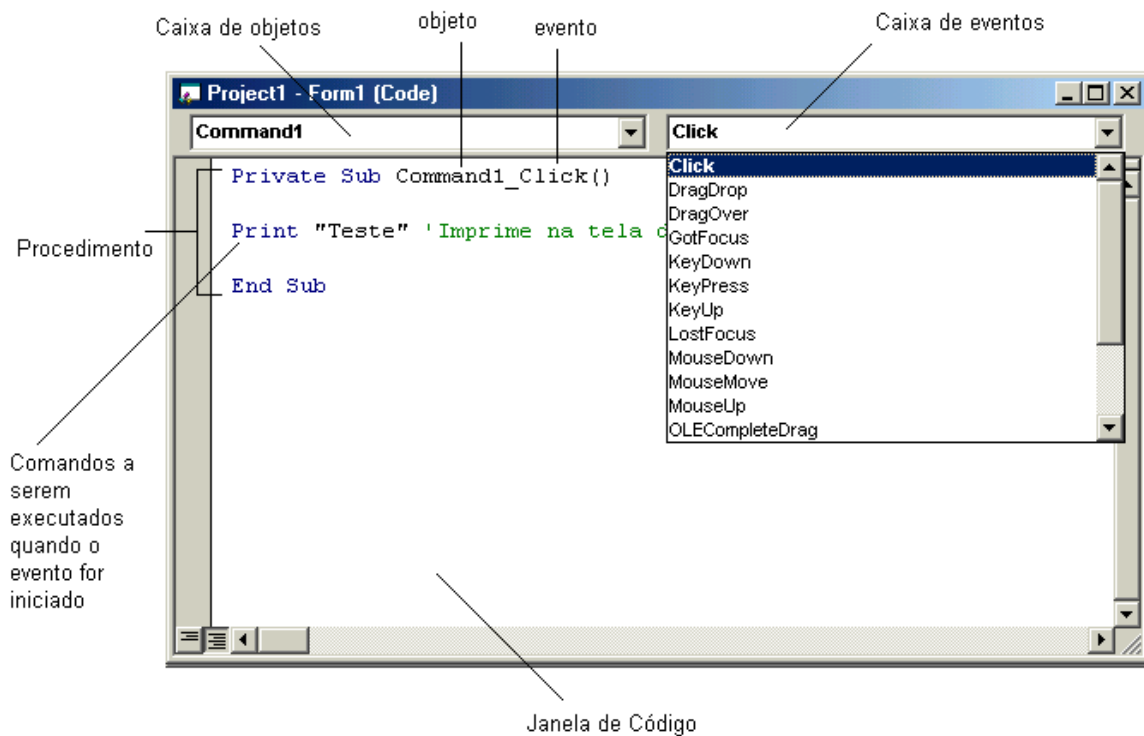 Caixa de objetos
objeto
evento
Caixa de eventos
Project1 - Form1 (Code)
Command1
Click
Private Sub Command1_Click()
Print "Teste" 'Imprime na tela d
End Sub
Click
DragDrop
DragOver
GotFocus
KeyDown
KeyPress
KeyUp
LostFocus
MouseDown
MouseMove
MouseUp
OLECompleteDrag
Procedimento
Comandos a
serem
executados
quando o
evento for
iniciado
Janela de Código